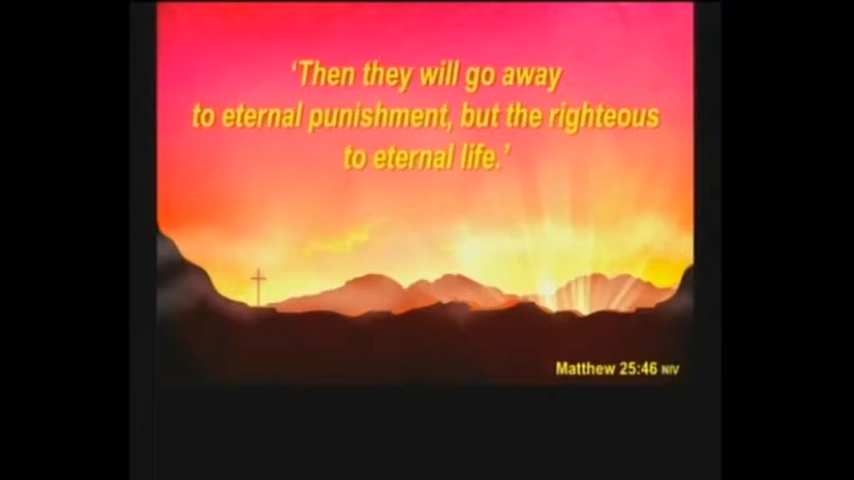 ‘Then they will go away
to eternal punishment, but the righteous
to eternal life.’
Matthew 25:46 NIV